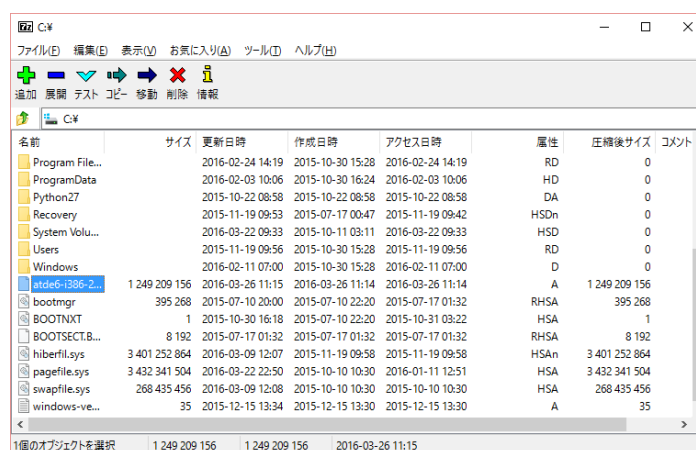 7z C:¥
ファイル(F) 編集(E) 表示(V) お気に入り(A) ツール(T) ヘルプ(H)
追加 展開 テスト コピー 移動 削除 情報
C:¥
名前 サイズ 更新日時 作成日時 アクセス日時 属性 圧縮後サイズ コメント
Program File... 2016-02-24 14:19 2015-10-30 15:28 2016-02-24 14:19 RD 0
ProgramData 2016-02-03 10:06 2015-10-30 16:24 2016-02-03 10:06 HD 0
Python27 2015-10-22 08:58 2015-10-22 08:58 2015-10-22 08:58 DA 0
Recovery 2015-11-19 09:53 2015-07-17 00:47 2015-11-19 09:42 HSDn 0
System Volu... 2016-03-22 09:33 2015-10-11 03:11 2016-03-22 09:33 HSD 0
Users 2015-11-19 09:56 2015-10-30 15:28 2015-11-19 09:56 RD 0
Windows 2016-02-11 07:00 2015-10-30 15:28 2016-02-11 07:00 D 0
atde6-i386-2... 1 249 209 156 2016-03-26 11:15 2016-03-26 11:14 2016-03-26 11:14 A 1 249 209 156
bootmgr 395 268 2015-07-10 20:00 2015-07-10 22:20 2015-07-17 01:32 RHSA 395 268
BOOTNXT 1 2015-10-30 16:18 2015-07-10 22:20 2015-10-31 03:22 HSA 1
BOOTSECT.B... 8 192 2015-07-17 01:32 2015-07-17 01:32 2015-07-17 01:32 RHSA 8 192
hiberfil.sys 3 401 252 864 2016-03-09 12:07 2015-11-19 09:58 2015-11-19 09:58 HSAn 3 401 252 864
pagefile.sys 3 432 341 504 2016-03-22 22:50 2015-10-10 10:30 2016-01-11 12:51 HSA 3 432 341 504
swapfile.sys 268 435 456 2016-03-09 12:08 2015-10-10 10:30 2015-10-10 10:30 HSA 268 435 456
windows-ve... 35 2015-12-15 13:34 2015-12-15 13:30 2015-12-15 13:30 A 35
1個のオブジェクトを選択 1 249 209 156 1 249 209 156 2016-03-26 11:15